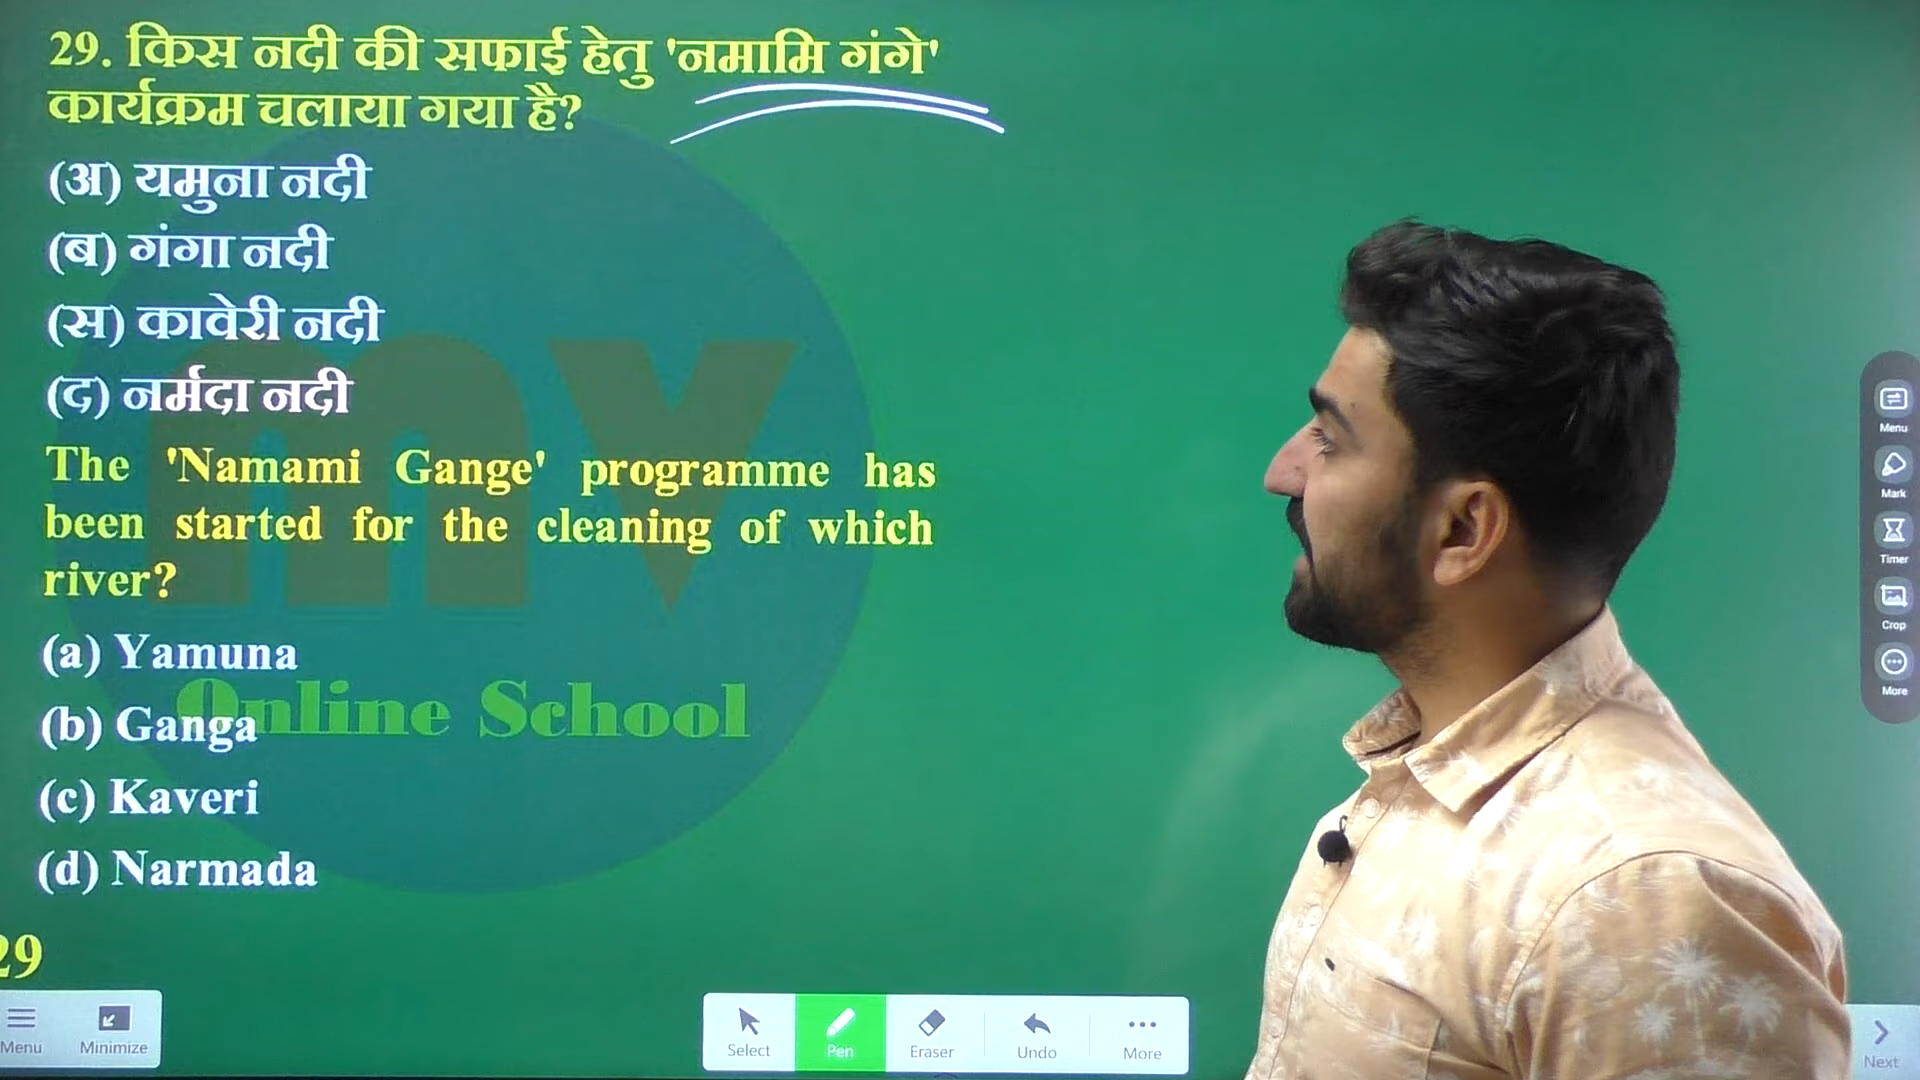 29. किस नदी की सफाई हेतु 'नमामि गंगे'
कार्यक्रम चलाया गया है?
(अ) यमुना नदी
(ब) गंगा नदी
(स) कावेरी नदी
(द) नर्मदा नदी
The 'Namami Gange' programme has
been started for the cleaning of which
river?
(a) Yamuna
(b) Ganga
(c) Kaveri
(d) Narmada
mv
Online School
29
Menu
Minimize
Select
Pen
Eraser
Undo
More
Menu
Mark
Timer
Crop
More
Next